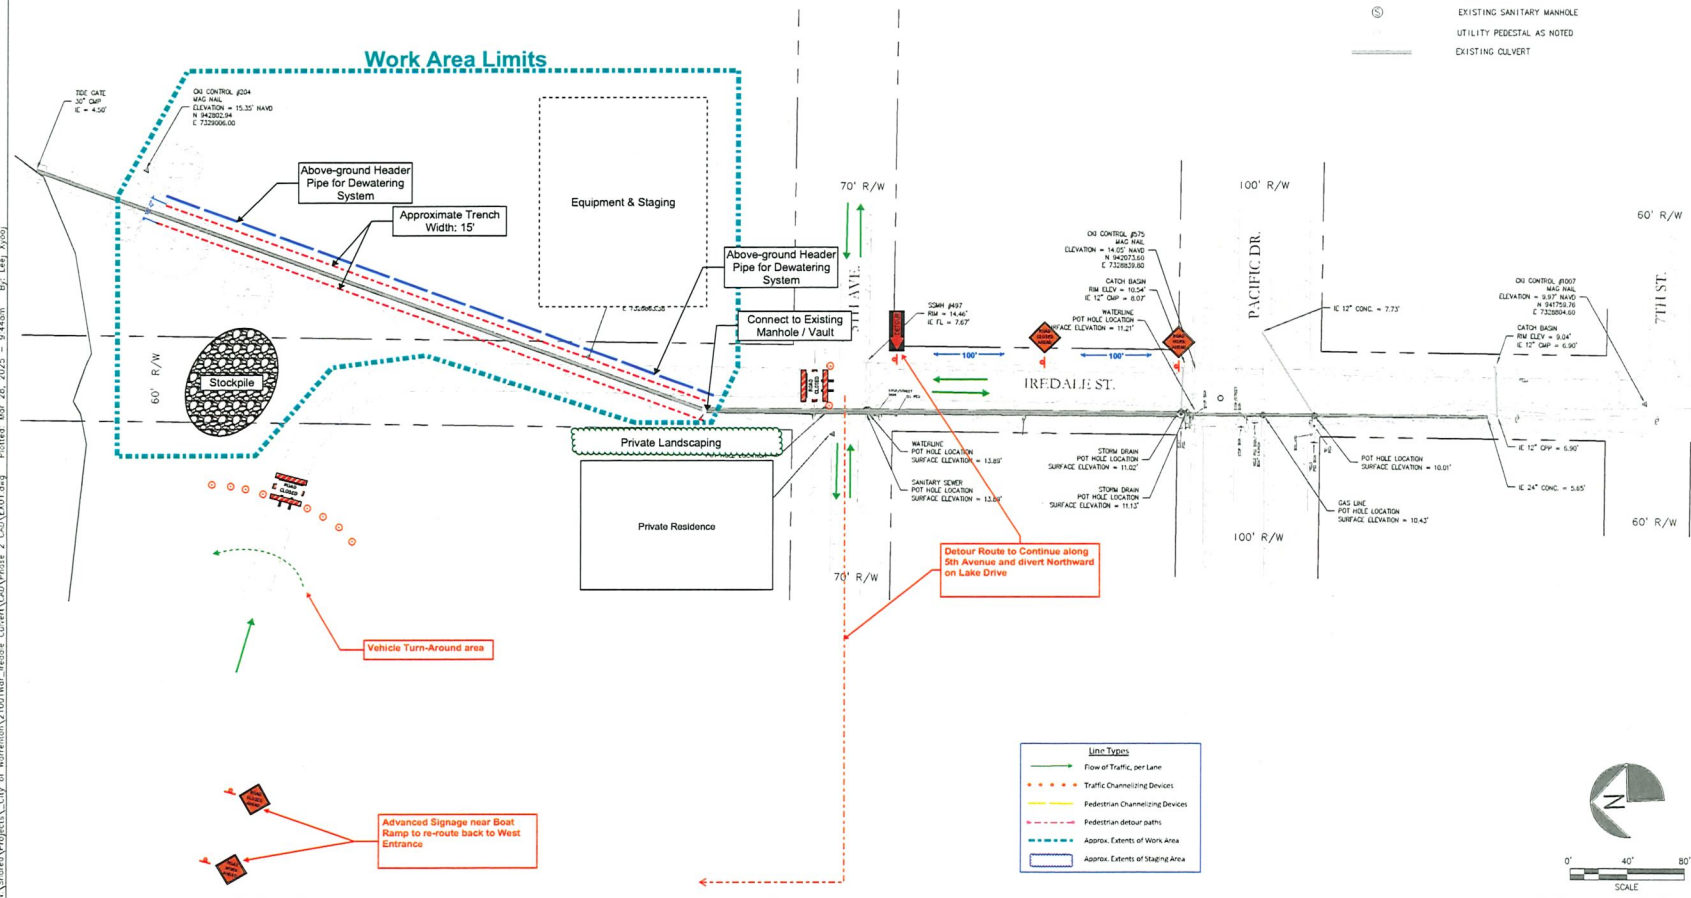 EXISTING SANITARY MANHOLE
UTILITY PEDESTAL AS NOTED
EXISTING CULVERT
Work Area Limits
TIDE GATE
30" CMP
IE = 4.50'
OKI CONTROL #204
MAG NAIL
ELEVATION = 15.35' NAVD
N 942802.94
E 7329006.00
Above-ground Header
Pipe for Dewatering
System
Approximate Trench
Width: 15'
Equipment & Staging
Above-ground Header
Pipe for Dewatering
System
Connect to Existing
Manhole / Vault
70' R/W
5TH AVE.
SSMH #497
RIM = 14.46'
IE FL = 7.67'
100'
100'
IREDALE ST.
OKI CONTROL #575
MAG NAIL
ELEVATION = 14.05' NAVD
N 942073.60
E 7328839.80
CATCH BASIN
RIM ELEV = 10.54'
IE 12" CMP = 8.07'
WATERLINE
POT HOLE LOCATION
SURFACE ELEVATION = 11.21'
100' R/W
PACIFIC DR.
IE 12" CONC. = 7.73'
60' R/W
7TH ST.
OKI CONTROL #1007
MAG NAIL
ELEVATION = 9.97' NAVD
N 941759.76
E 7328804.60
CATCH BASIN
RIM ELEV = 9.04'
IE 12" CMP = 6.90'
60' R/W
Stockpile
ROAD
CLOSED
Private Landscaping
Private Residence
WATERLINE
POT HOLE LOCATION
SURFACE ELEVATION = 13.89'
SANITARY SEWER
POT HOLE LOCATION
SURFACE ELEVATION = 13.69'
STORM DRAIN
POT HOLE LOCATION
SURFACE ELEVATION = 11.02'
STORM DRAIN
POT HOLE LOCATION
SURFACE ELEVATION = 11.13'
POT HOLE LOCATION
SURFACE ELEVATION = 10.01'
GAS LINE
POT HOLE LOCATION
SURFACE ELEVATION = 10.43'
IE 12" CPP = 6.90'
IE 24" CONC. = 5.65'
60' R/W
100' R/W
70' R/W
ROAD
CLOSED
Detour Route to Continue along
5th Avenue and divert Northward
on Lake Drive
Vehicle Turn-Around area
Advanced Signage near Boat
Ramp to re-route back to West
Entrance
Line Types
Flow of Traffic, per Lane
Traffic Channelizing Devices
Pedestrian Channelizing Devices
Pedestrian detour paths
Approx. Extents of Work Area
Approx. Extents of Staging Area
N
0' 40' 80'
SCALE